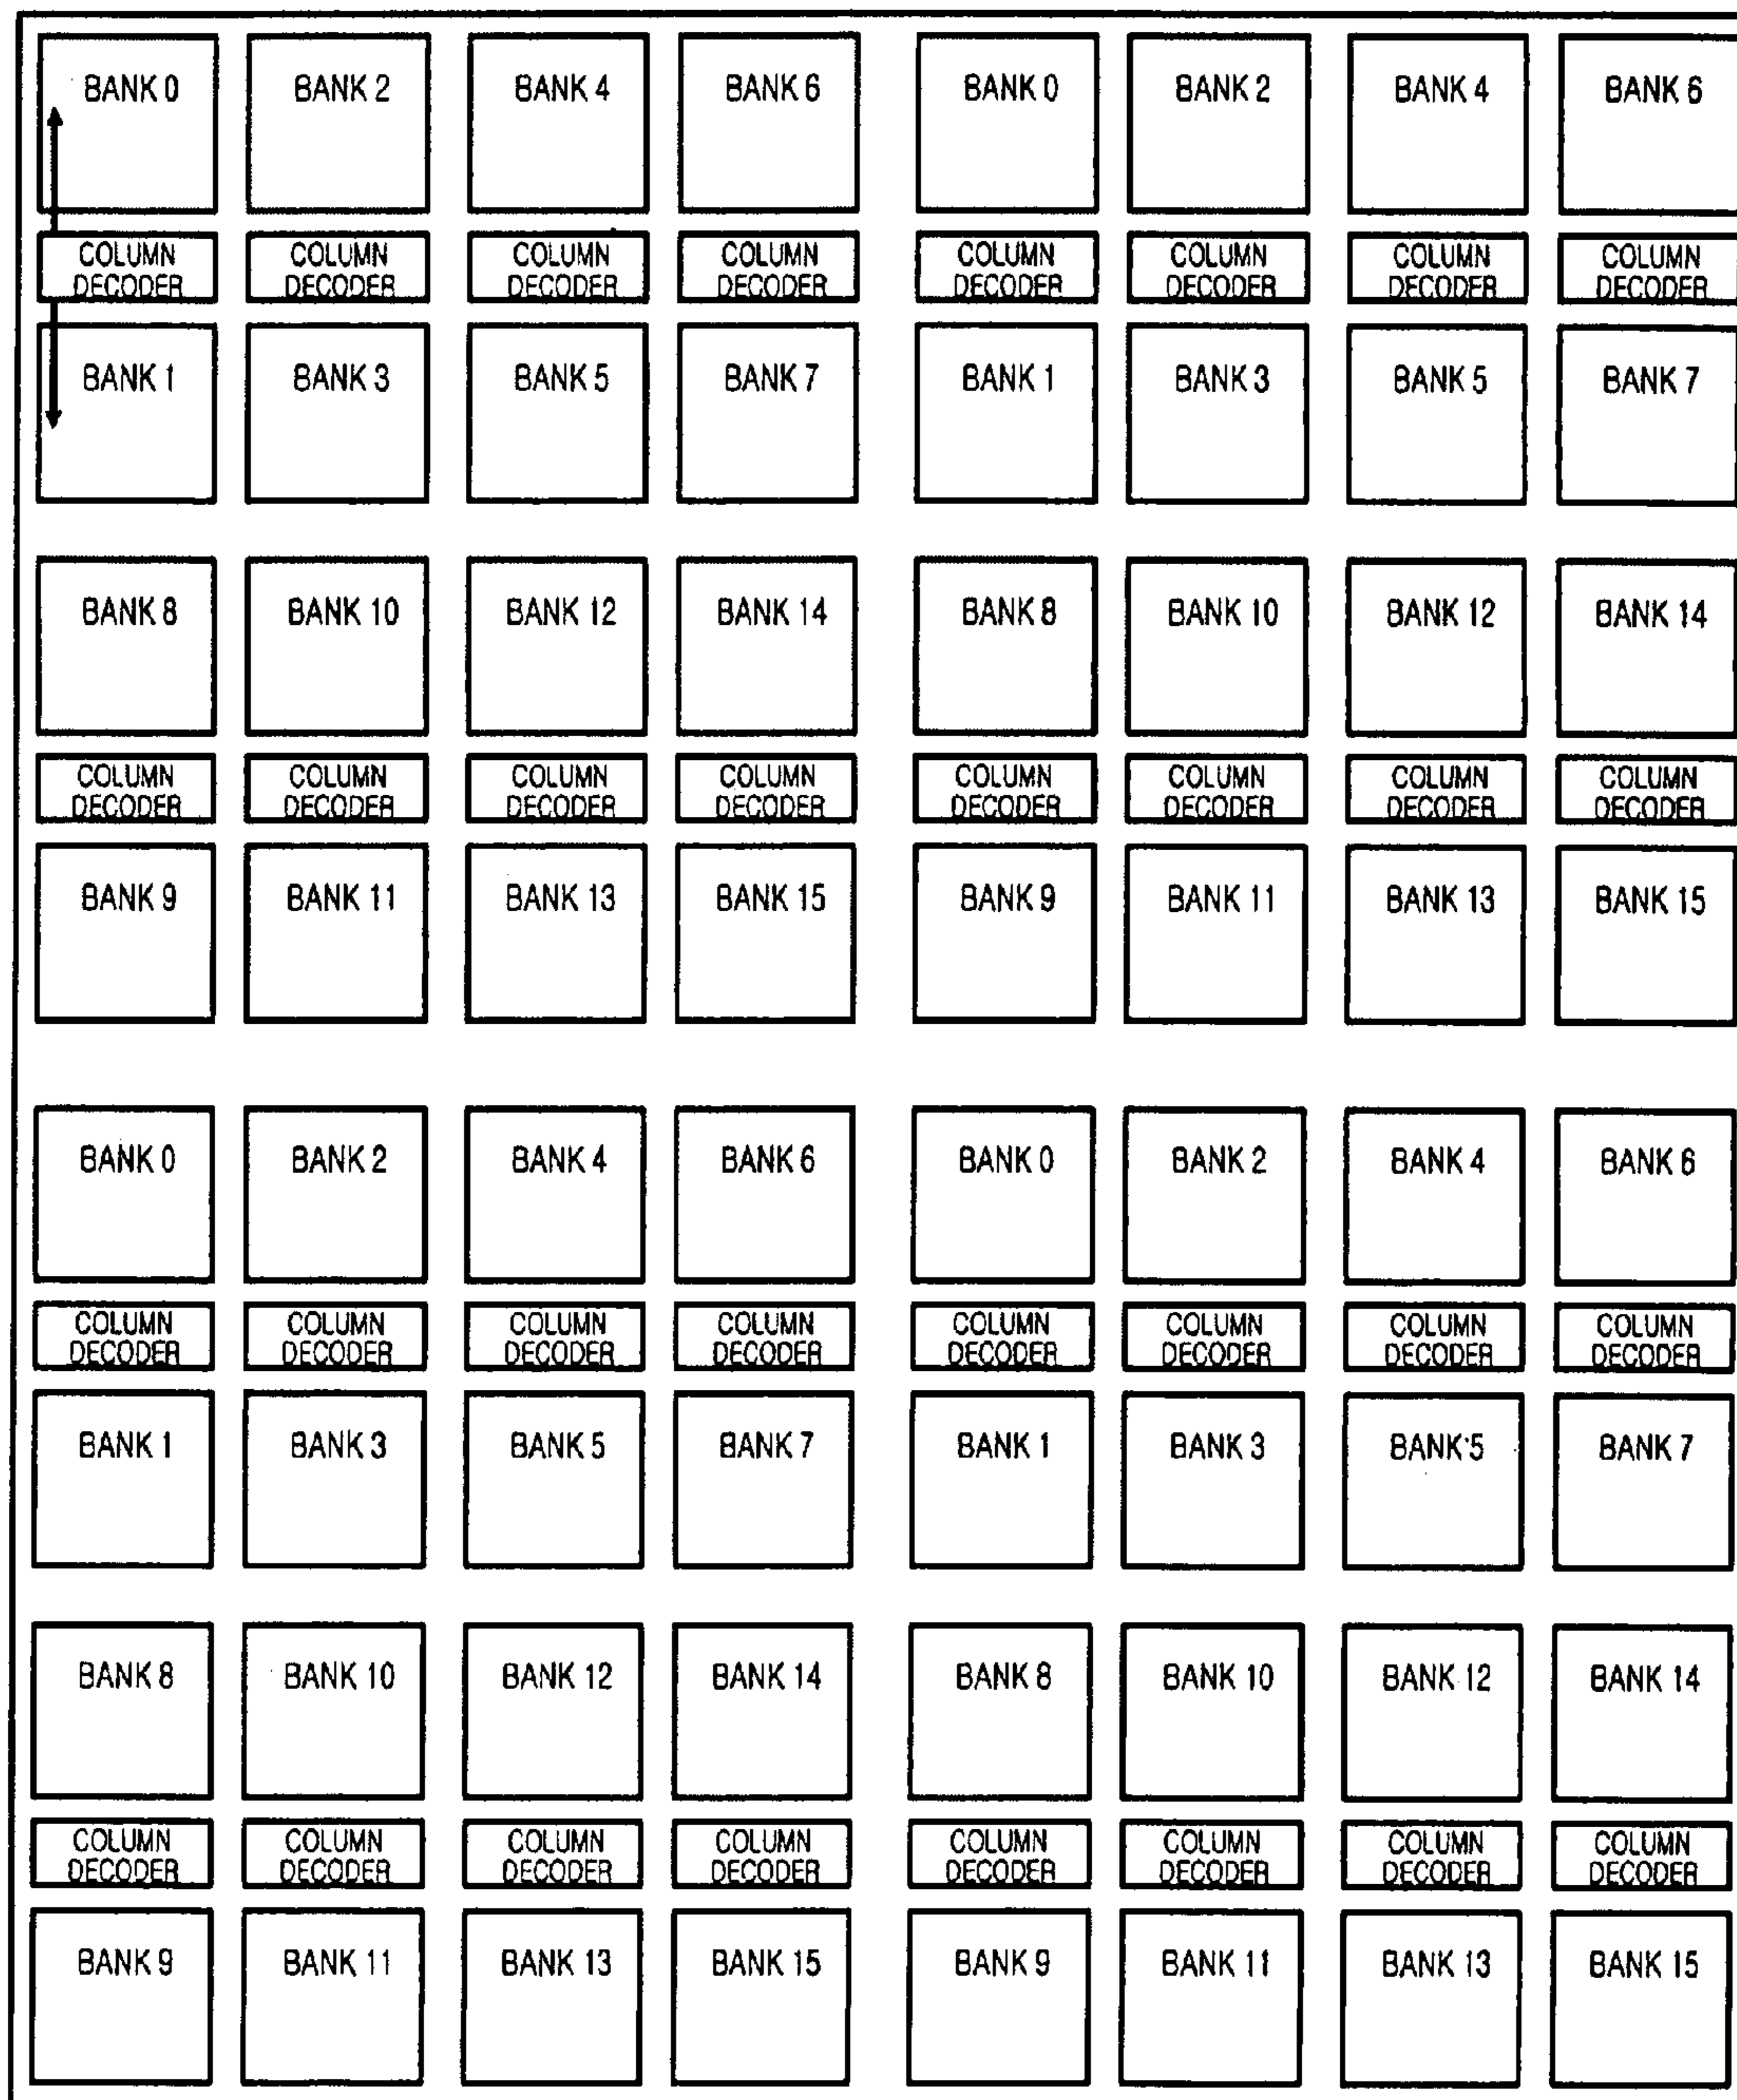 BANK 0 BANK 2 BANK 4 BANK 6 BANK 0 BANK 2 BANK 4 BANK 6
COLUMN COLUMN COLUMN COLUMN COLUMN COLUMN COLUMN COLUMN
DECODER DECODER DECODER DECODER DECODER DECODER DECODER DECODER
BANK 1 BANK 3 BANK 5 BANK 7 BANK 1 BANK 3 BANK 5 BANK 7
BANK 8 BANK 10 BANK 12 BANK 14 BANK 8 BANK 10 BANK 12 BANK 14
COLUMN COLUMN COLUMN COLUMN COLUMN COLUMN COLUMN COLUMN
DECODER DECODER DECODER DECODER DECODER DECODER DECODER DECODER
BANK 9 BANK 11 BANK 13 BANK 15 BANK 9 BANK 11 BANK 13 BANK 15
BANK 0 BANK 2 BANK 4 BANK 6 BANK 0 BANK 2 BANK 4 BANK 6
COLUMN COLUMN COLUMN COLUMN COLUMN COLUMN COLUMN COLUMN
DECODER DECODER DECODER DECODER DECODER DECODER DECODER DECODER
BANK 1 BANK 3 BANK 5 BANK 7 BANK 1 BANK 3 BANK 5 BANK 7
BANK 8 BANK 10 BANK 12 BANK 14 BANK 8 BANK 10 BANK 12 BANK 14
COLUMN COLUMN COLUMN COLUMN COLUMN COLUMN COLUMN COLUMN
DECODER DECODER DECODER DECODER DECODER DECODER DECODER DECODER
BANK 9 BANK 11 BANK 13 BANK 15 BANK 9 BANK 11 BANK 13 BANK 15